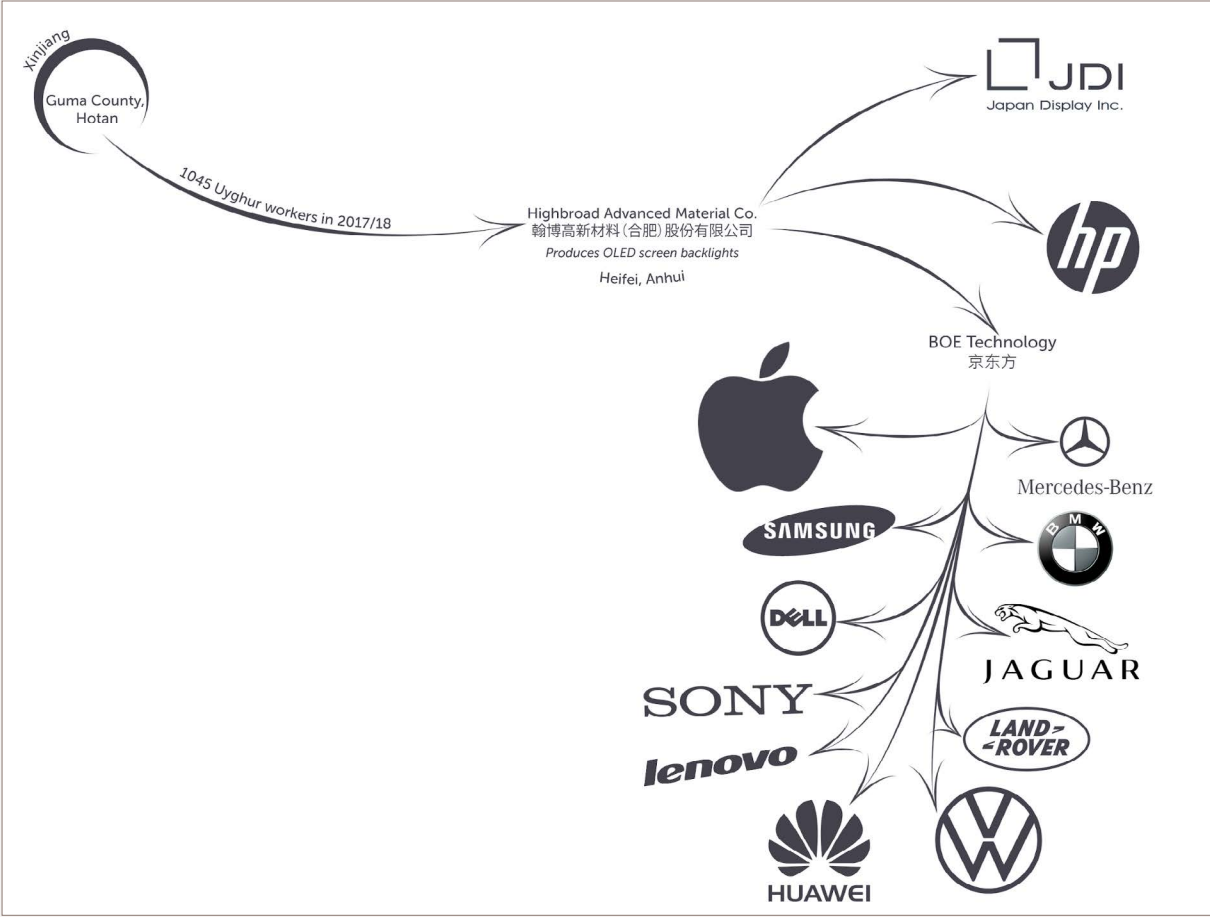 Xinjiang
Guma County,
Hotan
1045 Uyghur workers in 2017/18
Highbroad Advanced Material Co.
翰博高新材料(合肥)股份有限公司
Produces OLED screen backlights
Heifei, Anhui
JDI
Japan Display Inc.
hp
BOE Technology
京东方
Mercedes-Benz
SAMSUNG
BMW
DELL
JAGUAR
SONY
LAND-
ROVER
lenovo
HUAWEI
VW